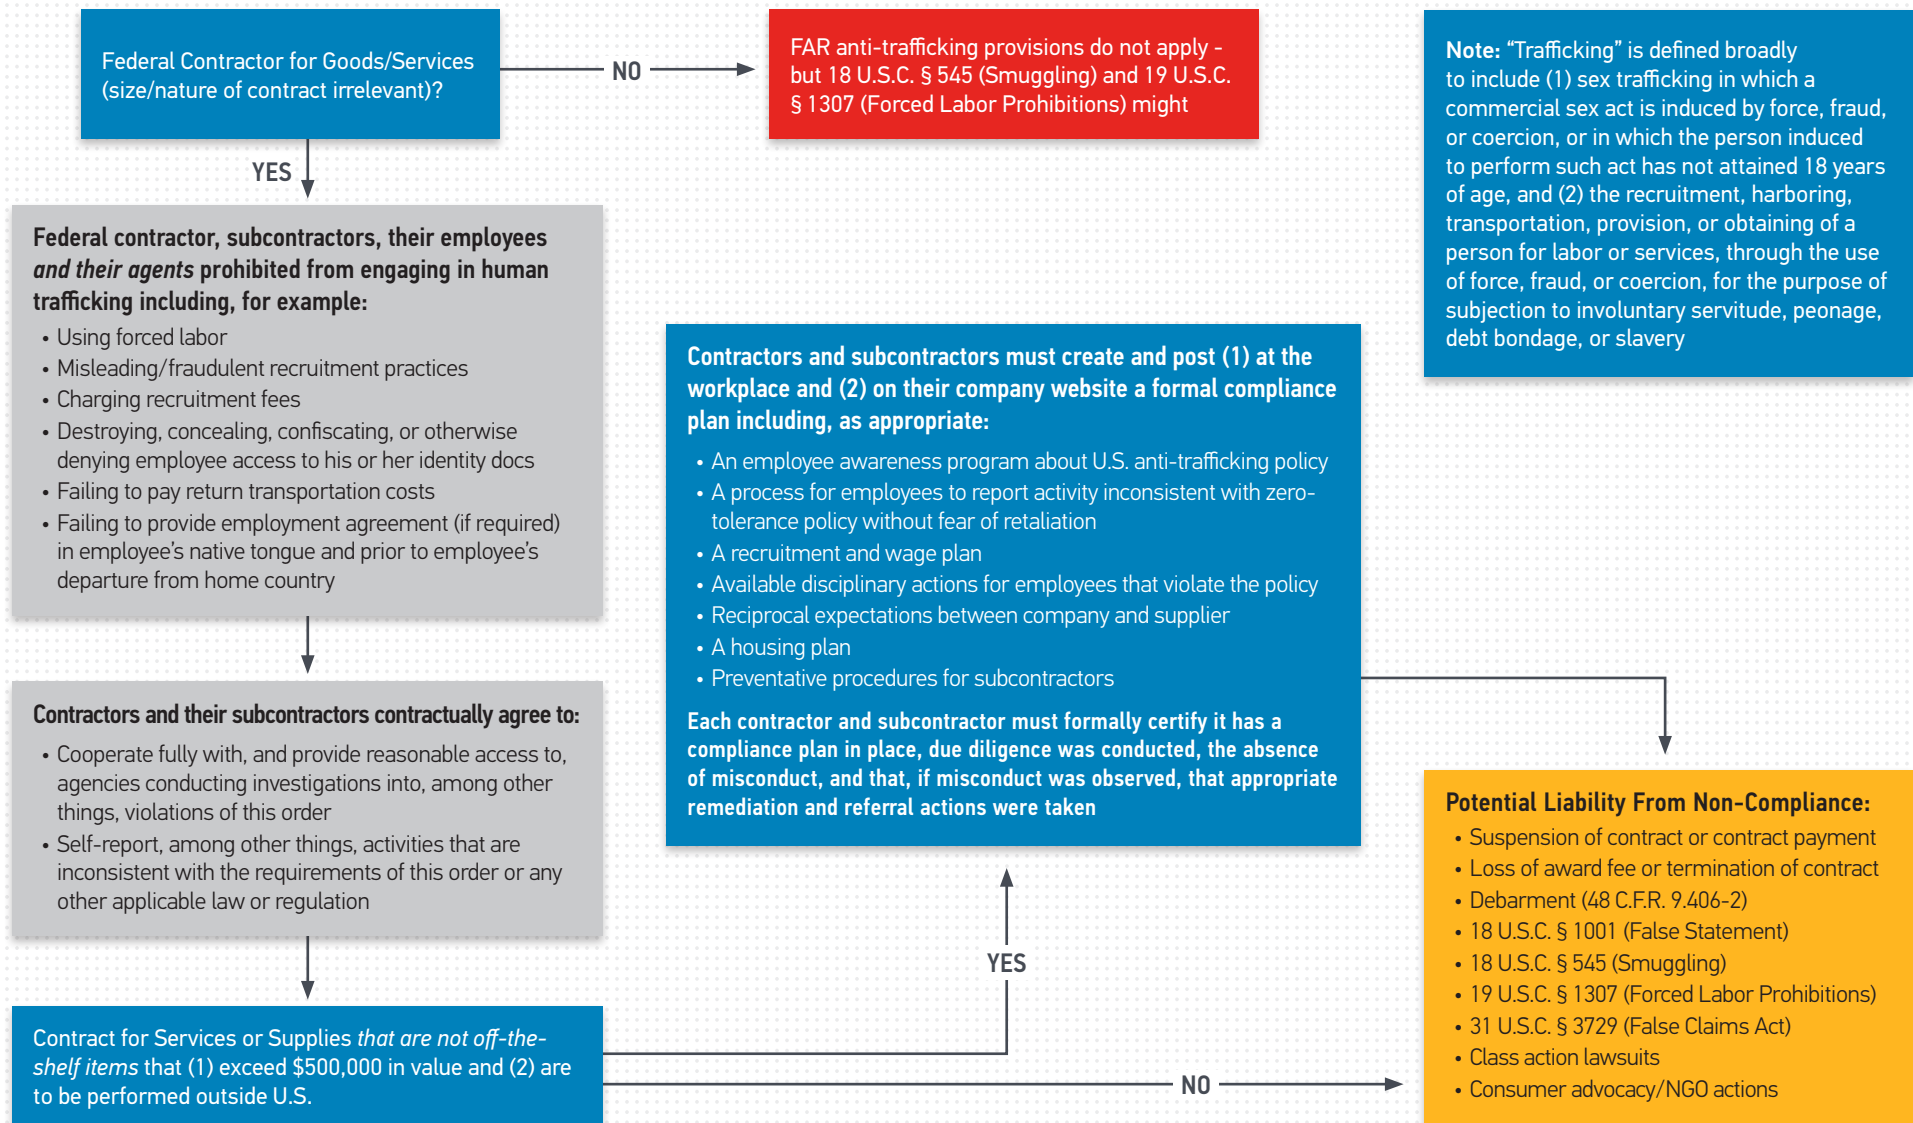 Federal Contractor for Goods/Services
(size/nature of contract irrelevant)?
NO
FAR anti-trafficking provisions do not apply -
but 18 U.S.C. § 545 (Smuggling) and 19 U.S.C.
§ 1307 (Forced Labor Prohibitions) might
Note: “Trafficking” is defined broadly
to include (1) sex trafficking in which a
commercial sex act is induced by force, fraud,
or coercion, or in which the person induced
to perform such act has not attained 18 years
of age, and (2) the recruitment, harboring,
transportation, provision, or obtaining of a
person for labor or services, through the use
of force, fraud, or coercion, for the purpose of
subjection to involuntary servitude, peonage,
debt bondage, or slavery
YES
Federal contractor, subcontractors, their employees
and their agents prohibited from engaging in human
trafficking including, for example:
• Using forced labor
• Misleading/fraudulent recruitment practices
• Charging recruitment fees
• Destroying, concealing, confiscating, or otherwise
denying employee access to his or her identity docs
• Failing to pay return transportation costs
• Failing to provide employment agreement (if required)
in employee’s native tongue and prior to employee’s
departure from home country
Contractors and their subcontractors contractually agree to:
• Cooperate fully with, and provide reasonable access to,
agencies conducting investigations into, among other
things, violations of this order
• Self-report, among other things, activities that are
inconsistent with the requirements of this order or any
other applicable law or regulation
Contract for Services or Supplies that are not off-the-
shelf items that (1) exceed $500,000 in value and (2) are
to be performed outside U.S.
YES
Contractors and subcontractors must create and post (1) at the
workplace and (2) on their company website a formal compliance
plan including, as appropriate:
• An employee awareness program about U.S. anti-trafficking policy
• A process for employees to report activity inconsistent with zero-
tolerance policy without fear of retaliation
• A recruitment and wage plan
• Available disciplinary actions for employees that violate the policy
• Reciprocal expectations between company and supplier
• A housing plan
• Preventative procedures for subcontractors
Each contractor and subcontractor must formally certify it has a
compliance plan in place, due diligence was conducted, the absence
of misconduct, and that, if misconduct was observed, that appropriate
remediation and referral actions were taken
NO
Potential Liability From Non-Compliance:
• Suspension of contract or contract payment
• Loss of award fee or termination of contract
• Debarment (48 C.F.R. 9.406-2)
• 18 U.S.C. § 1001 (False Statement)
• 18 U.S.C. § 545 (Smuggling)
• 19 U.S.C. § 1307 (Forced Labor Prohibitions)
• 31 U.S.C. § 3729 (False Claims Act)
• Class action lawsuits
• Consumer advocacy/NGO actions